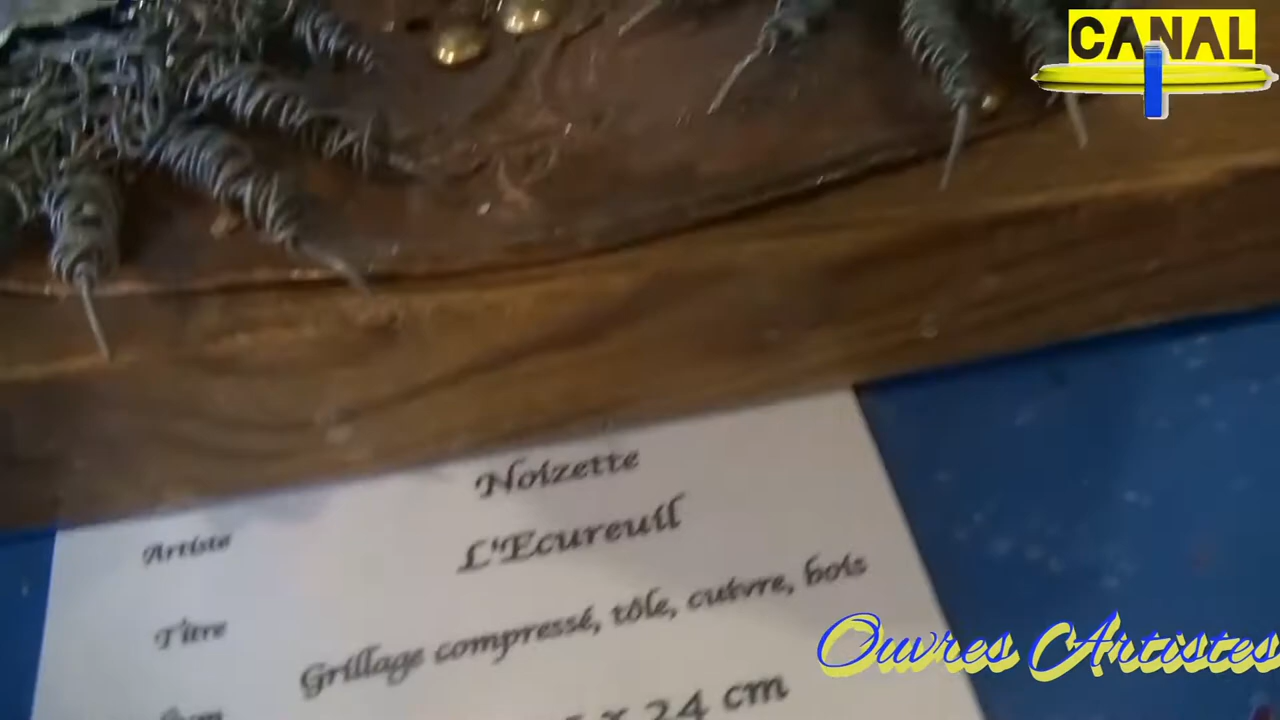 CANAL
Noizette
Artiste
L'Ecureuil
Titre
Grillage compressé, tôle, cuivre, bois
x 24 cm
Ouvres Artistes